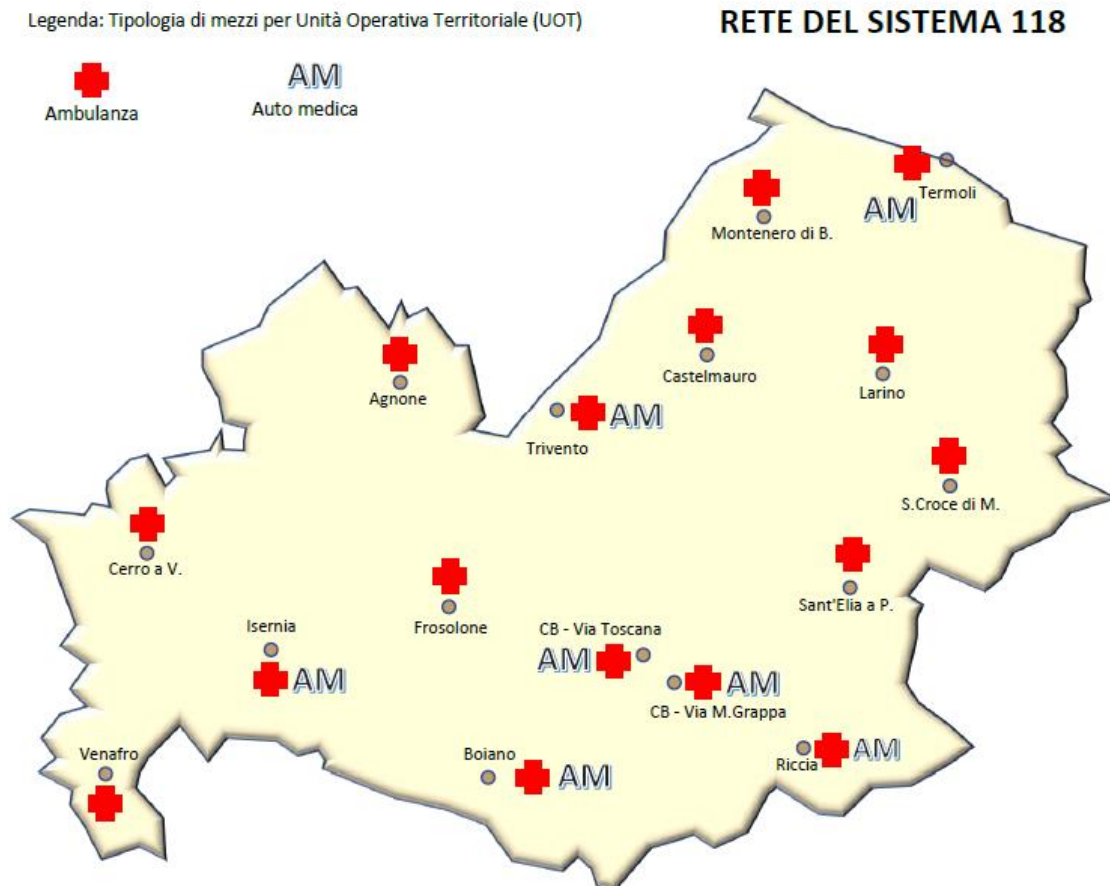 Legenda: Tipologia di mezzi per Unità Operativa Territoriale (UOT)
RETE DEL SISTEMA 118
AM
Ambulanza
Auto medica
Termoli
AM
Montenero di B.
Castelmauro
Larino
Agnone
AM
Trivento
S.Croce di M.
Cerro a V.
Sant'Elia a P.
Frosolone
Isernia
CB - Via Toscana
AM
AM
AM
CB - Via M.Grappa
Venafro
Boiano
AM
Riccia
AM